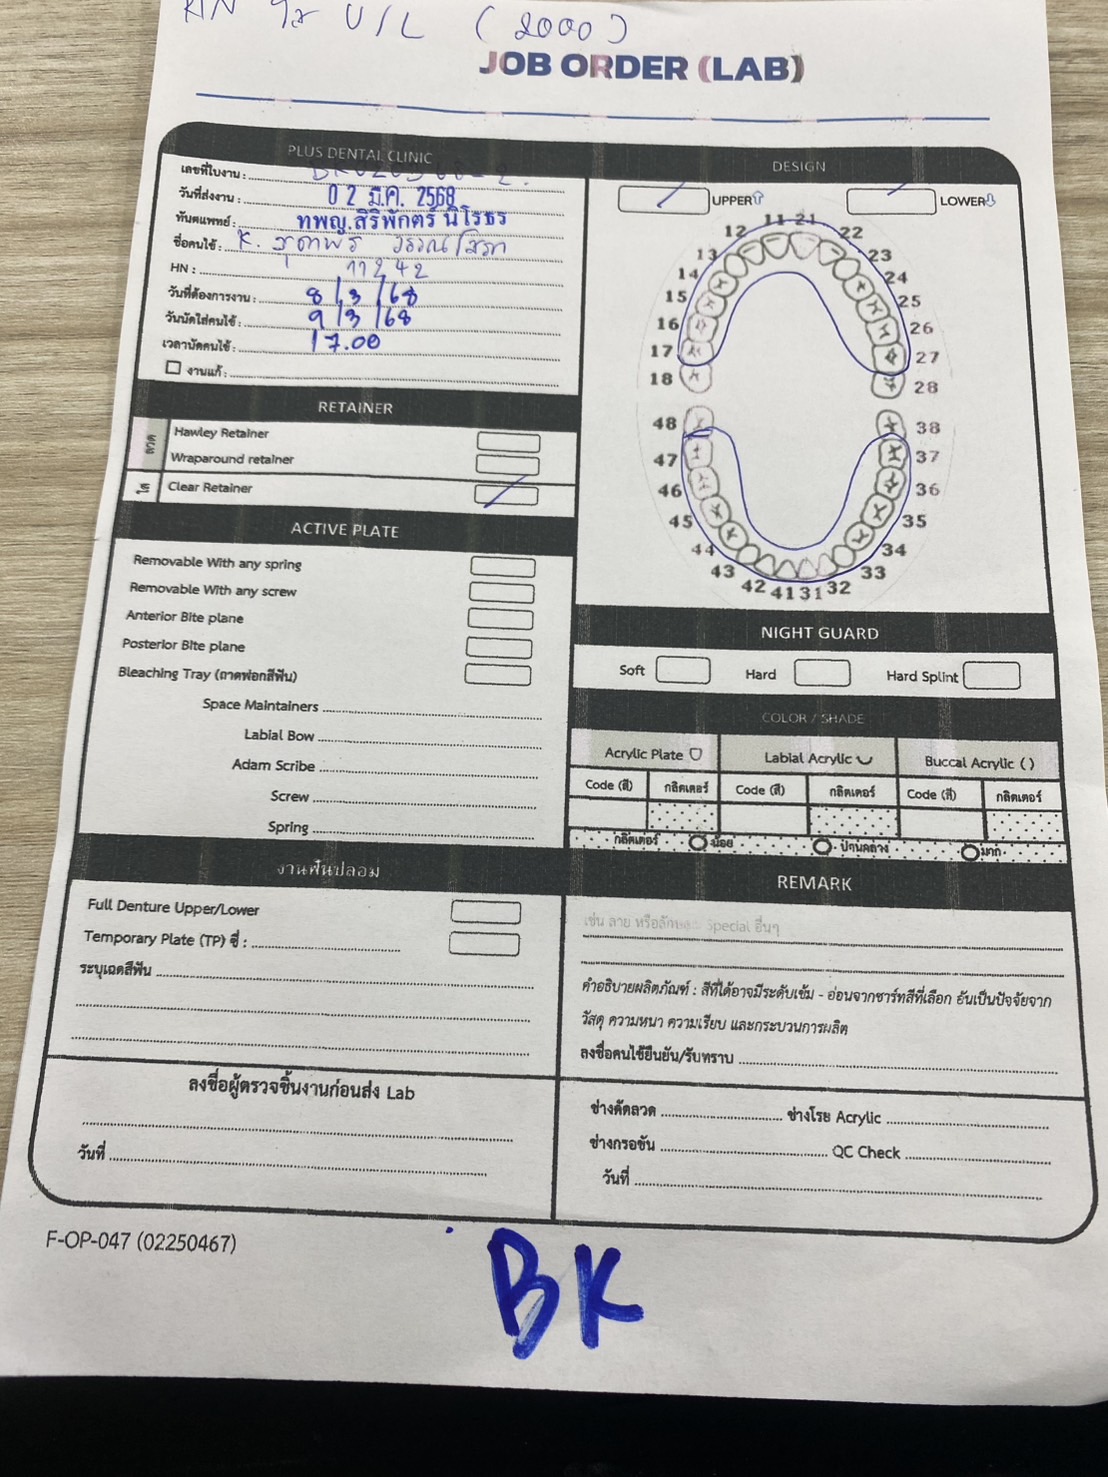 ใส U/L (2000)
JOB ORDER (LAB)
PLUS DENTAL CLINIC
เลขที่ใบงาน :
วันที่ส่งงาน : 02 มี.ค. 2568
ทันตแพทย์ : ทพญ.สิริพักตร์ นิโรธร
ชื่อคนไข้ : K.
HN : 11242
วันที่ต้องการงาน : 8/3/68
วันนัดใส่คนไข้ : 9/3/68
เวลานัดคนไข้ : 17.00
งานแก้ :
DESIGN
UPPER
LOWER
11 21
12 22
13 23
14 24
15 25
16 26
17 27
18 28
48 38
47 37
46 36
45 35
44 34
43 33
42 41 31 32
RETAINER
ลวด
Hawley Retainer
Wraparound retainer
ใส
Clear Retainer
ACTIVE PLATE
Removable With any spring
Removable With any screw
Anterior Bite plane
Posterior Bite plane
Bleaching Tray (ถาดฟอกสีฟัน)
Space Maintainers
Labial Bow
Adam Scribe
Screw
Spring
NIGHT GUARD
Soft Hard Hard Splint
COLOR / SHADE
Acrylic Plate Labial Acrylic Buccal Acrylic ( )
Code (สี) กลิตเตอร์ Code (สี) กลิตเตอร์ Code (สี) กลิตเตอร์
กลิตเตอร์ น้อย ปานกลาง มาก
งานฟันปลอม
Full Denture Upper/Lower
Temporary Plate (TP) ซี่ :
ระบุเฉดสีฟัน
REMARK
เช่น ลาย หรือลักษณะ Special อื่นๆ
คำอธิบายผลิตภัณฑ์ : สีที่ได้อาจมีระดับเข้ม - อ่อนจากชาร์ทสีที่เลือก อันเป็นปัจจัยจาก
วัสดุ ความหนา ความเรียบ และกระบวนการผลิต
ลงชื่อคนไข้ยืนยัน/รับทราบ
ลงชื่อผู้ตรวจชิ้นงานก่อนส่ง Lab
วันที่
ช่างดัดลวด ช่างโรย Acrylic
ช่างกรอขัน QC Check
วันที่
F-OP-047 (02250467)
BK